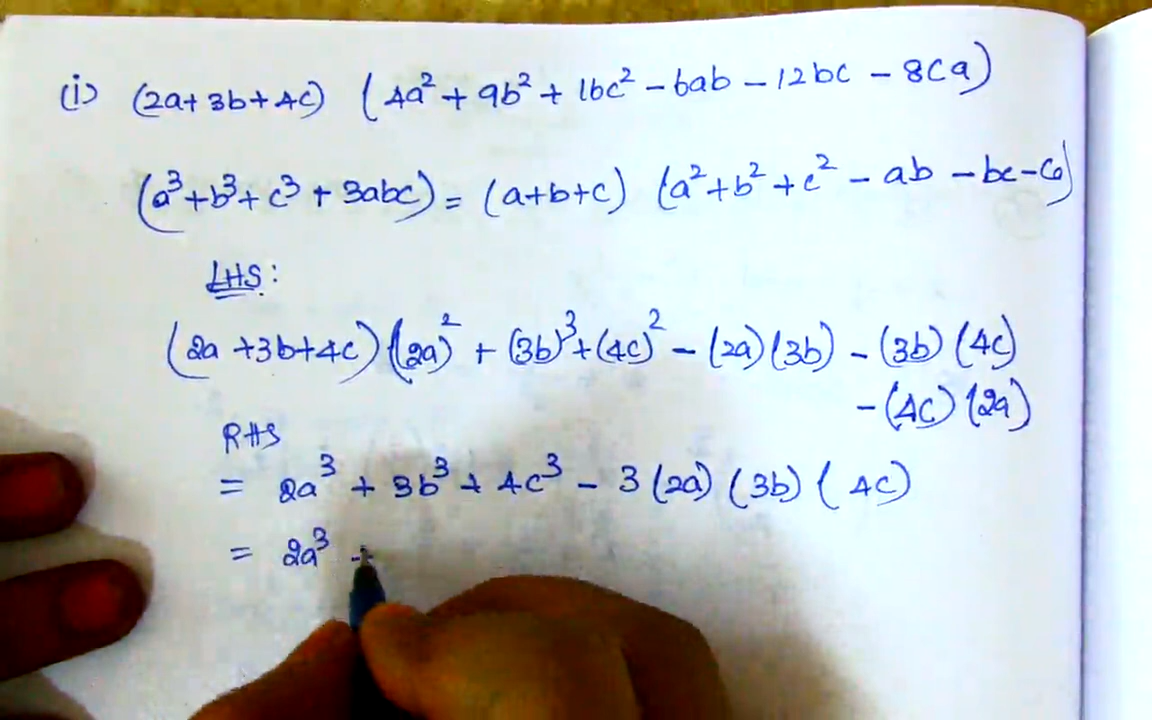 (i) (2a+3b+4c) (4a² + 9b² + 16c² - 6ab - 12bc - 8ca)
(a³+b³+c³ + 3abc) = (a+b+c) (a²+b²+c² - ab - bc - ca)
LHS:
(2a+3b+4c) (2a)² + (3b)³ + (4c)² - (2a)(3b) - (3b)(4c)
- (4c)(2a)
RHS
= 2a³ + 3b³ + 4c³ - 3(2a)(3b)(4c)
= 2a³ +